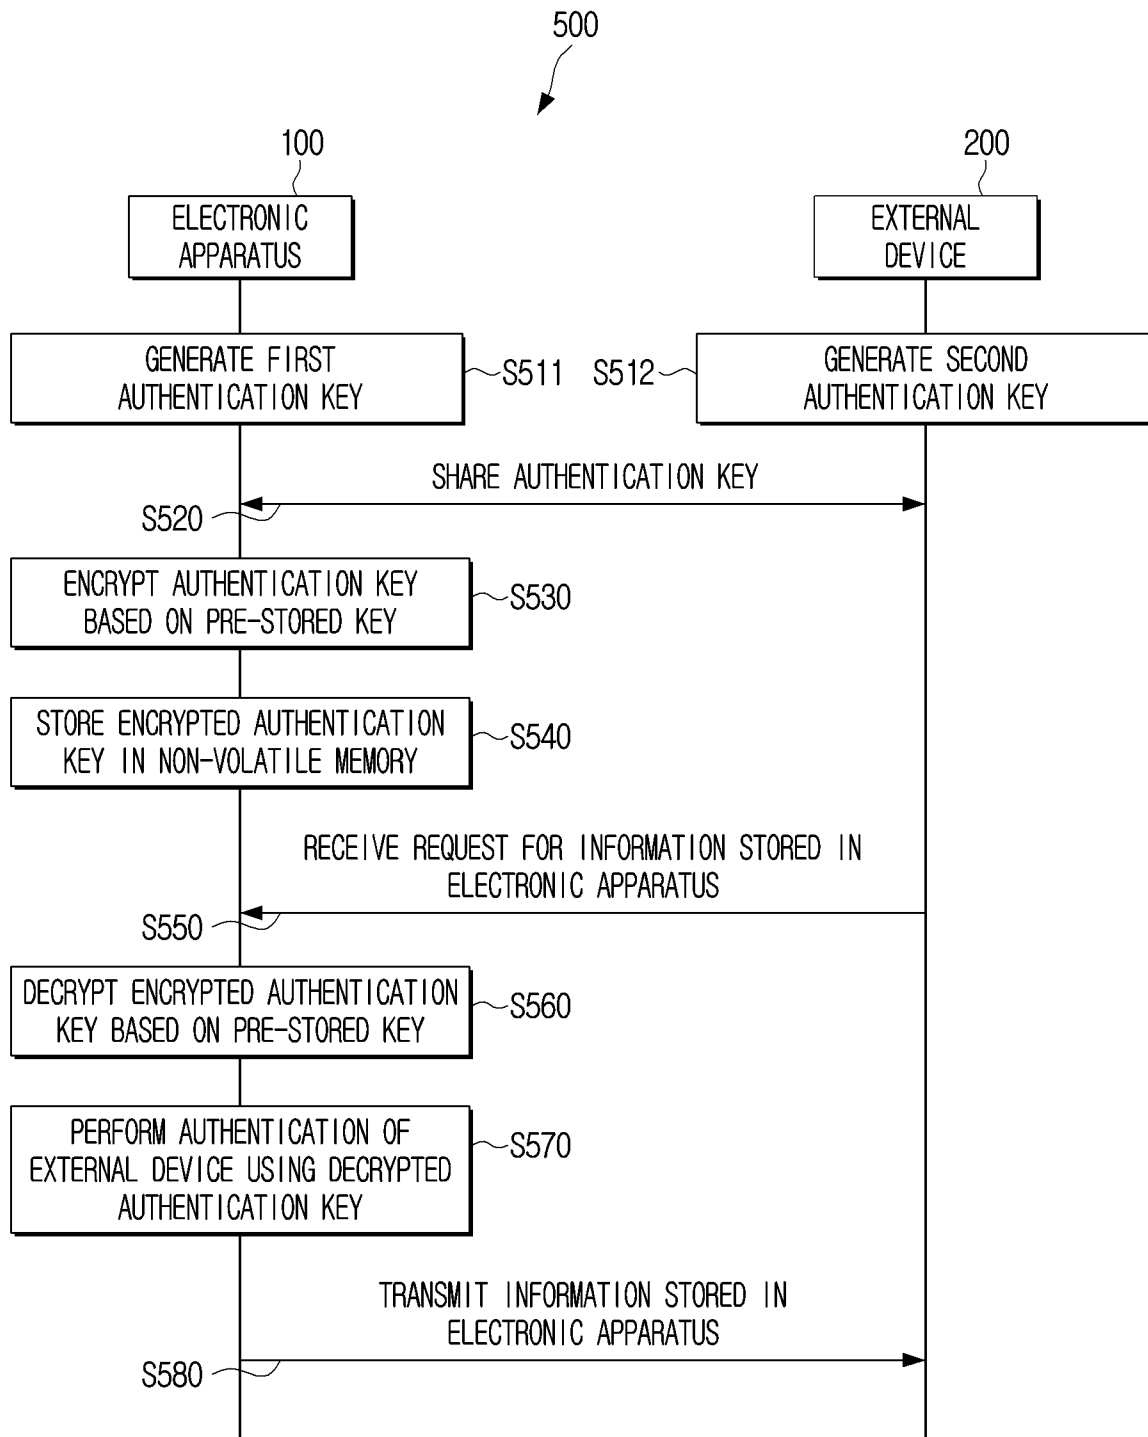 500
100
200
ELECTRONIC
APPARATUS
EXTERNAL
DEVICE
GENERATE FIRST
AUTHENTICATION KEY
S511
S512
GENERATE SECOND
AUTHENTICATION KEY
SHARE AUTHENTICATION KEY
S520
ENCRYPT AUTHENTICATION KEY
BASED ON PRE-STORED KEY
S530
STORE ENCRYPTED AUTHENTICATION
KEY IN NON-VOLATILE MEMORY
S540
RECEIVE REQUEST FOR INFORMATION STORED IN
ELECTRONIC APPARATUS
S550
DECRYPT ENCRYPTED AUTHENTICATION
KEY BASED ON PRE-STORED KEY
S560
PERFORM AUTHENTICATION OF
EXTERNAL DEVICE USING DECRYPTED
AUTHENTICATION KEY
S570
TRANSMIT INFORMATION STORED IN
ELECTRONIC APPARATUS
S580